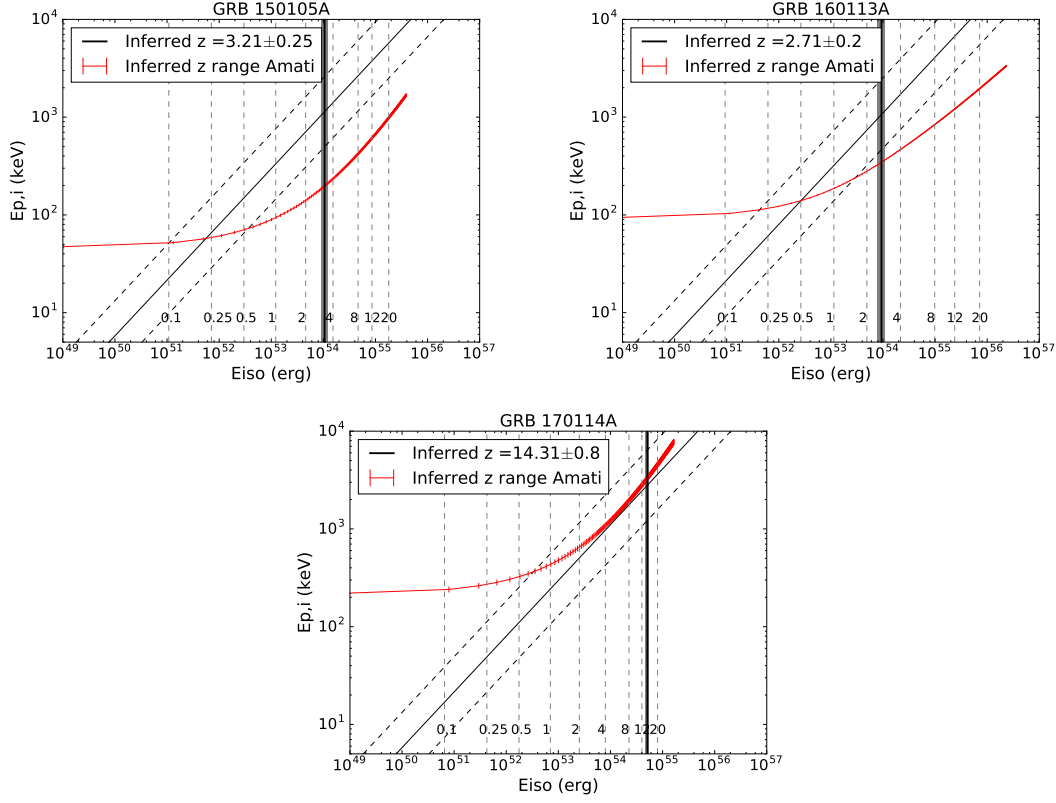 GRB 150105A
Inferred z =3.21±0.25
Inferred z range Amati
Ep,i (keV)
10^4
10^3
10^2
10^1
0.1 0.25 0.5 1 2 4 8 12 20
10^49 10^50 10^51 10^52 10^53 10^54 10^55 10^56 10^57
Eiso (erg)
GRB 160113A
Inferred z =2.71±0.2
Inferred z range Amati
Ep,i (keV)
10^4
10^3
10^2
10^1
0.1 0.25 0.5 1 2 4 8 12 20
10^49 10^50 10^51 10^52 10^53 10^54 10^55 10^56 10^57
Eiso (erg)
GRB 170114A
Inferred z =14.31±0.8
Inferred z range Amati
Ep,i (keV)
10^4
10^3
10^2
10^1
0.1 0.25 0.5 1 2 4 8 12 20
10^49 10^50 10^51 10^52 10^53 10^54 10^55 10^56 10^57
Eiso (erg)